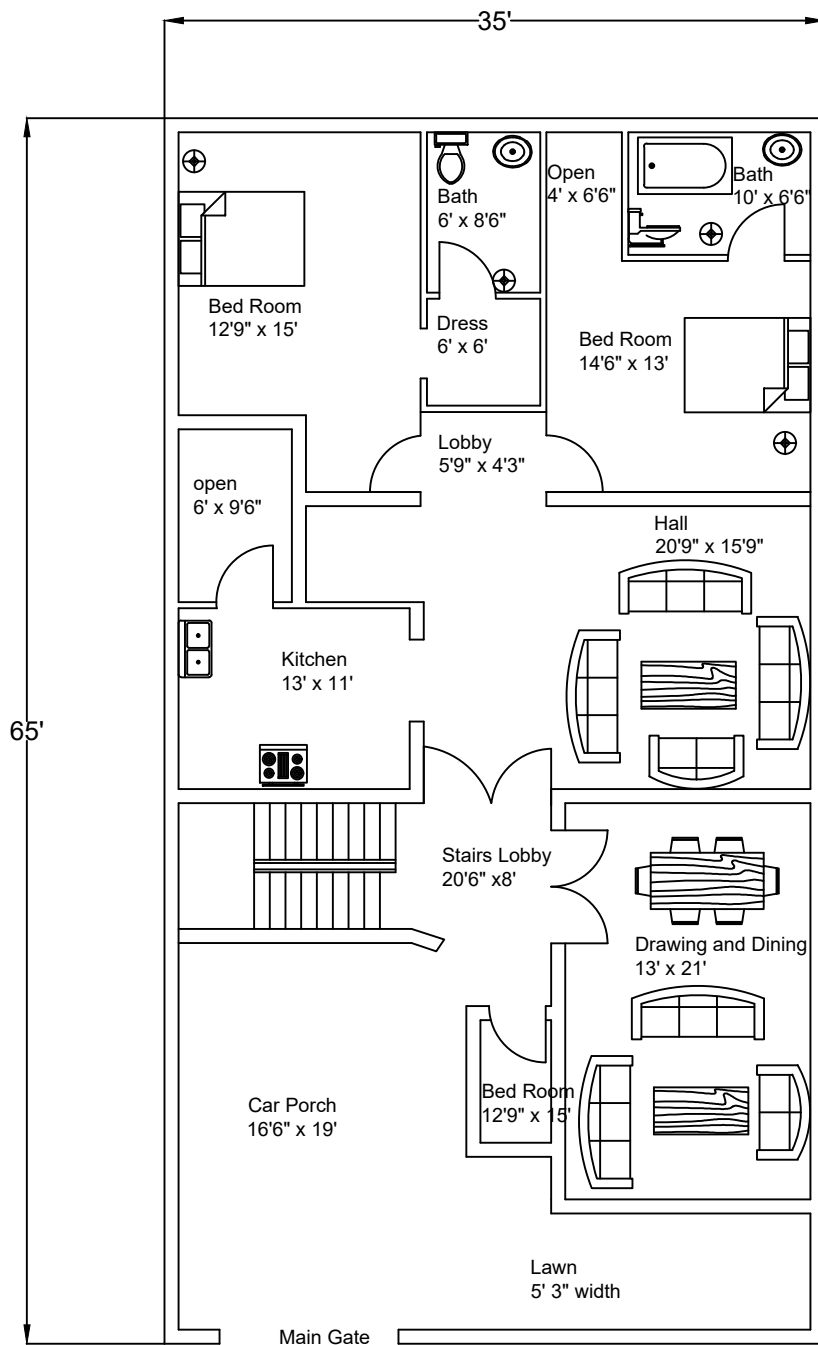 35'
Bath
6' x 8'6"
Open
4' x 6'6"
Bath
10' x 6'6"
Bed Room
12'9" x 15'
Dress
6' x 6'
Bed Room
14'6" x 13'
Lobby
5'9" x 4'3"
open
6' x 9'6"
Hall
20'9" x 15'9"
Kitchen
13' x 11'
65'
Stairs Lobby
20'6" x8'
Drawing and Dining
13' x 21'
Bed Room
12'9" x 15'
Car Porch
16'6" x 19'
Lawn
5' 3" width
Main Gate